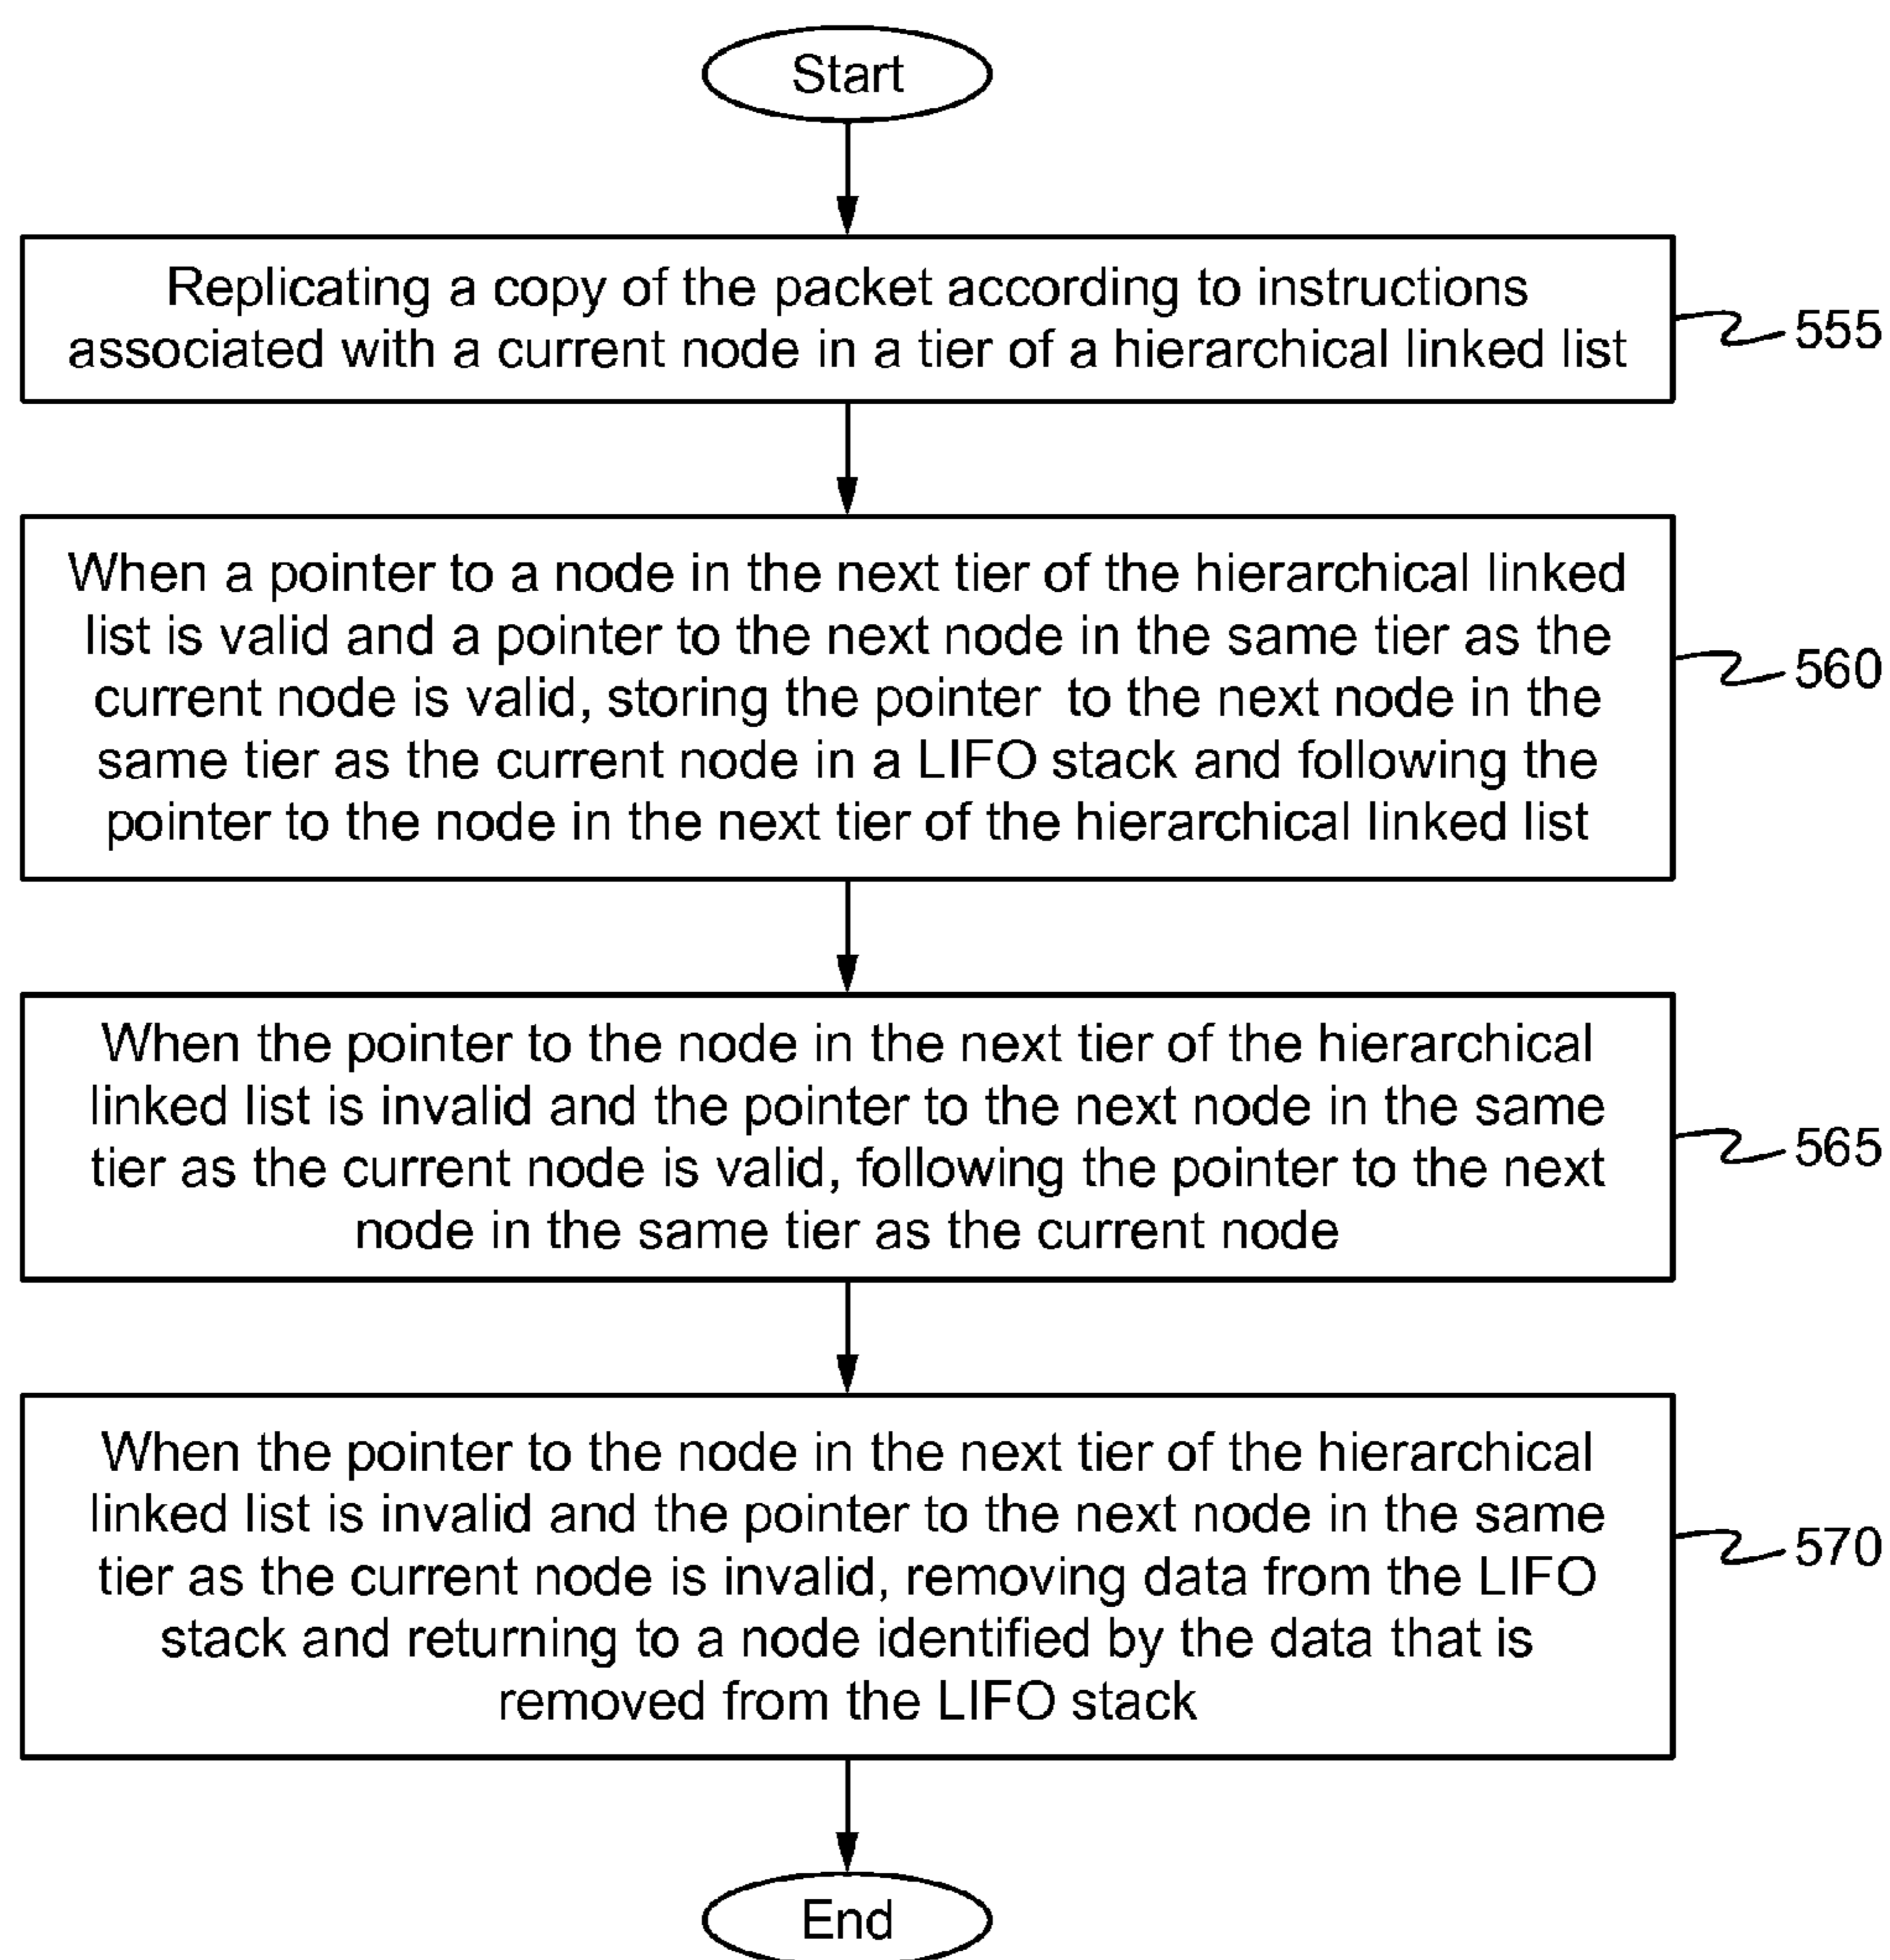 Start
Replicating a copy of the packet according to instructions
associated with a current node in a tier of a hierarchical linked list
555
When a pointer to a node in the next tier of the hierarchical linked
list is valid and a pointer to the next node in the same tier as the
current node is valid, storing the pointer to the next node in the
same tier as the current node in a LIFO stack and following the
pointer to the node in the next tier of the hierarchical linked list
560
When the pointer to the node in the next tier of the hierarchical
linked list is invalid and the pointer to the next node in the same
tier as the current node is valid, following the pointer to the next
node in the same tier as the current node
565
When the pointer to the node in the next tier of the hierarchical
linked list is invalid and the pointer to the next node in the same
tier as the current node is invalid, removing data from the LIFO
stack and returning to a node identified by the data that is
removed from the LIFO stack
570
End